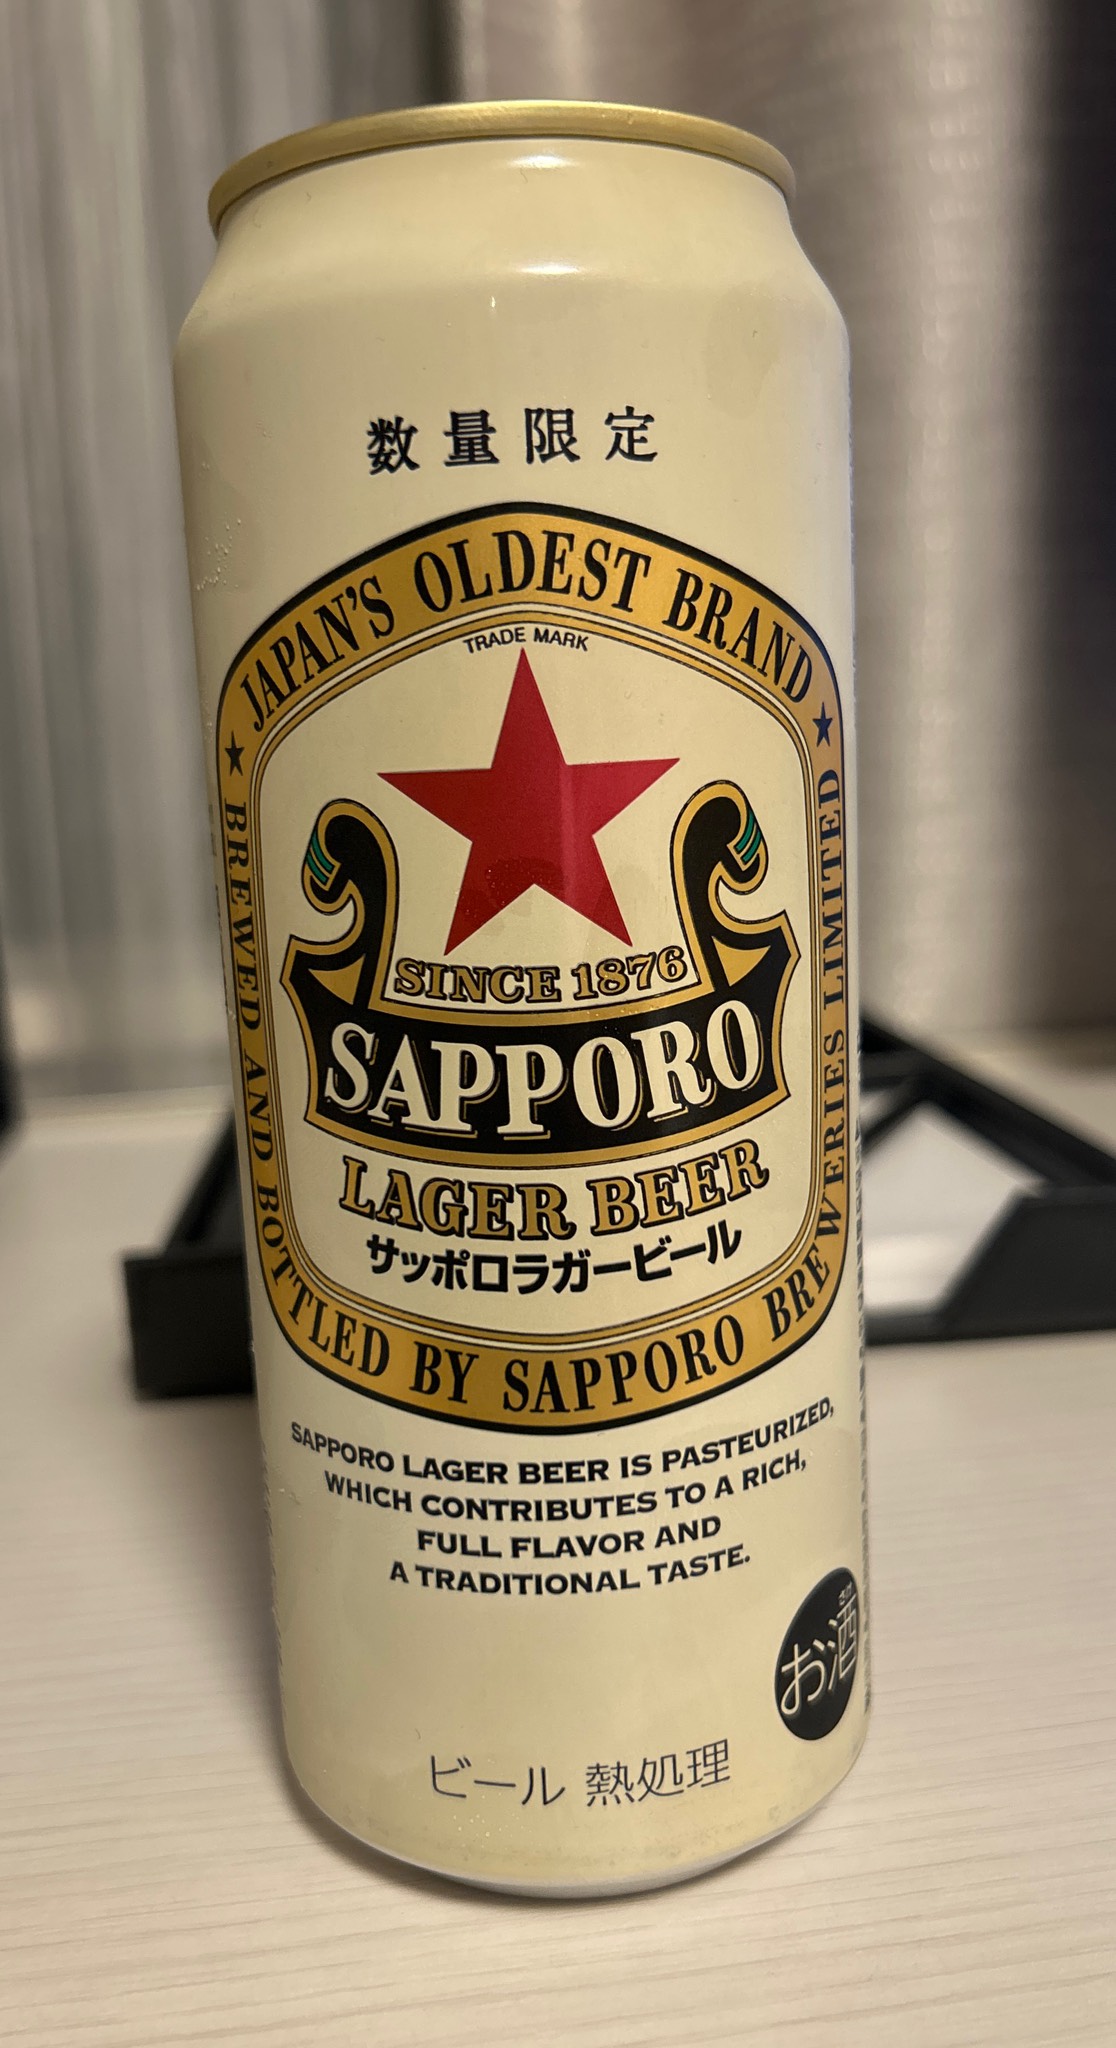 数量限定
JAPAN'S OLDEST BRAND
TRADE MARK
SINCE 1876
SAPPORO
LAGER BEER
サッポロラガービール
BREWED AND BOTTLED BY SAPPORO BREWERIES LIMITED
SAPPORO LAGER BEER IS PASTEURIZED,
WHICH CONTRIBUTES TO A RICH,
FULL FLAVOR AND
A TRADITIONAL TASTE.
お酒
ビール 熱処理